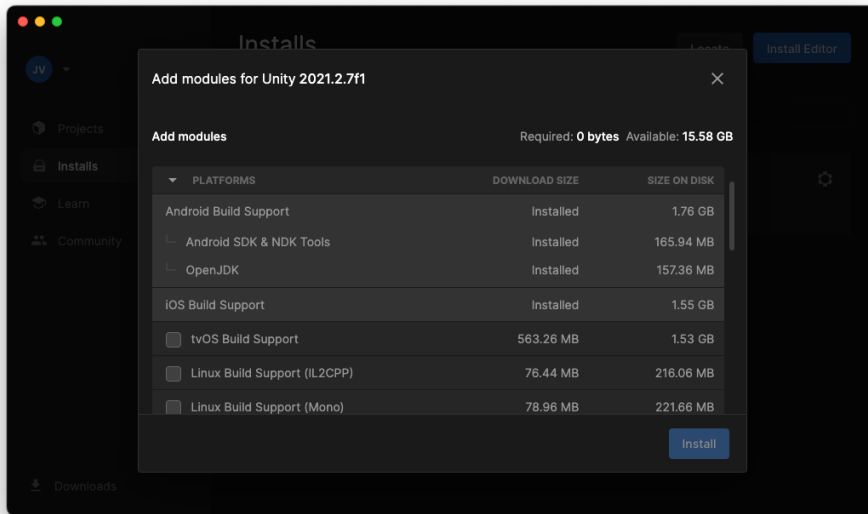 Installs
Locate
Install Editor
JV
Add modules for Unity 2021.2.7f1
Projects
Add modules
Required: 0 bytes Available: 15.58 GB
Installs
PLATFORMS DOWNLOAD SIZE SIZE ON DISK
Learn
Android Build Support Installed 1.76 GB
Community
Android SDK & NDK Tools Installed 165.94 MB
OpenJDK Installed 157.36 MB
iOS Build Support Installed 1.55 GB
tvOS Build Support 563.26 MB 1.53 GB
Linux Build Support (IL2CPP) 76.44 MB 216.06 MB
Linux Build Support (Mono) 78.96 MB 221.66 MB
Install
Downloads